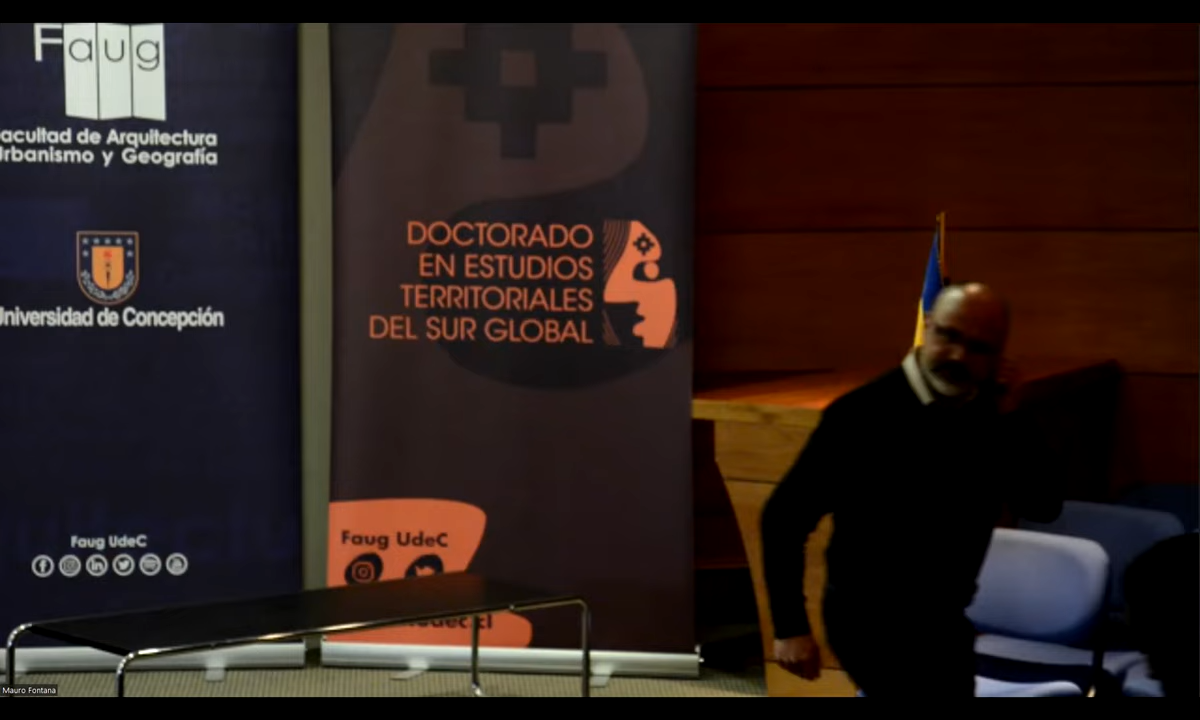 Faug
acultad de Arquitectura
Urbanismo y Geografía
Universidad de Concepción
Faug UdeC
DOCTORADO
EN ESTUDIOS
TERRITORIALES
DEL SUR GLOBAL
Faug UdeC
Mauro Fontana